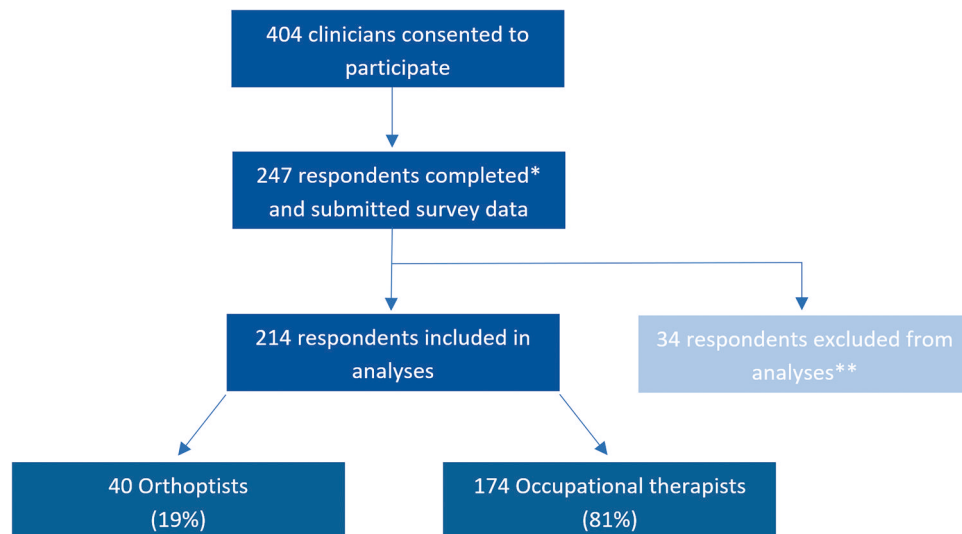 404 clinicians consented to
participate
247 respondents completed*
and submitted survey data
214 respondents included in
analyses
34 respondents excluded from
analyses**
40 Orthoptists
(19%)
174 Occupational therapists
(81%)